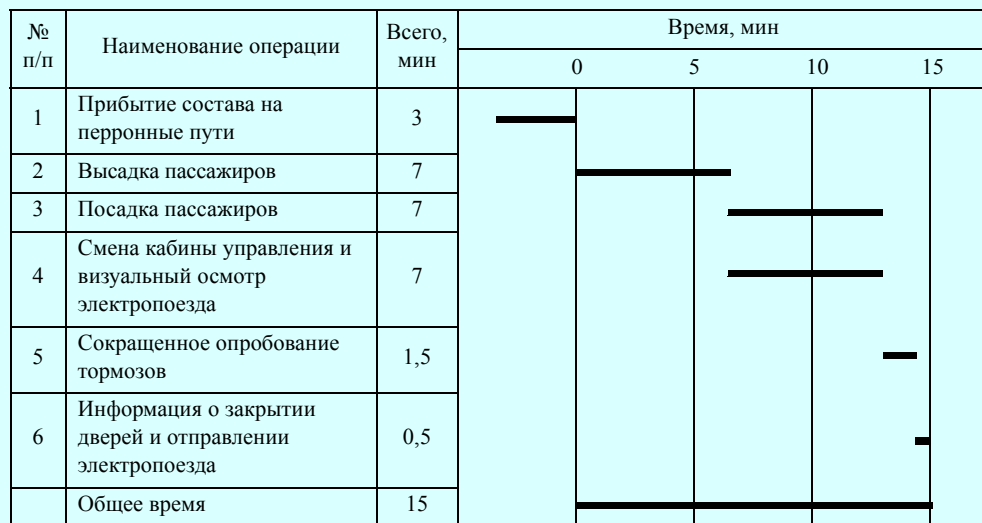 № п/п
Наименование операции
Всего, мин
Время, мин
0 5 10 15
1 Прибытие состава на
перронные пути 3
2 Высадка пассажиров 7
3 Посадка пассажиров 7
4 Смена кабины управления и
визуальный осмотр
электропоезда 7
5 Сокращенное опробование
тормозов 1,5
6 Информация о закрытии
дверей и отправлении
электропоезда 0,5
Общее время 15